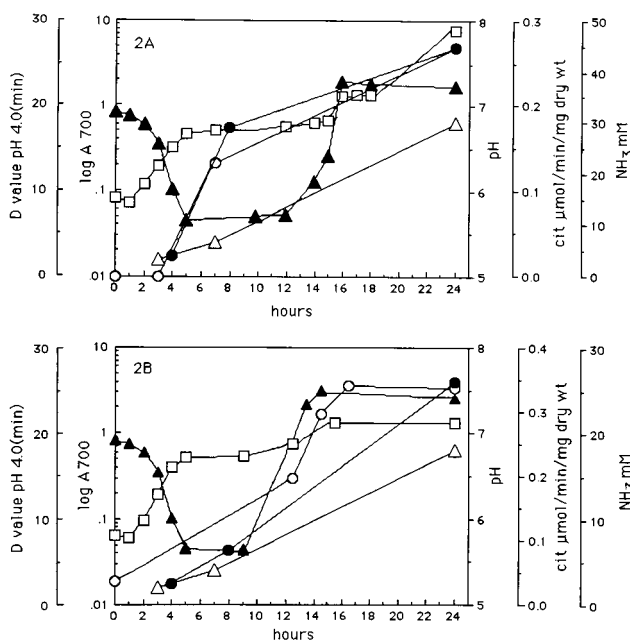 2A
D value pH 4.0(min)
30
20
10
0
log A 700
10
1
.1
.01
8
7
6
5
pH
0.3
0.2
0.1
0.0
cit µmol/min/mg dry wt
50
40
30
20
10
0
NH3 mM
0 2 4 6 8 10 12 14 16 18 20 22 24
hours
2B
D value pH 4.0(min)
30
20
10
0
log A 700
10
1
.1
.01
8
7
6
5
pH
0.4
0.3
0.2
0.1
0.0
cit µmol/min/mg dry wt
30
20
10
0
NH3 mM
0 2 4 6 8 10 12 14 16 18 20 22 24
hours